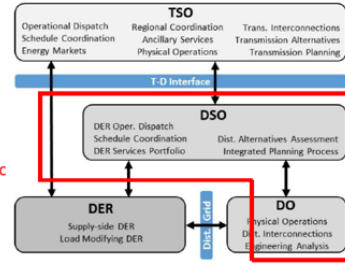 TSO
Operational Dispatch
Schedule Coordination
Energy Markets
Regional Coordination
Ancillary Services
Physical Operations
Trans. Interconnections
Transmission Alternatives
Transmission Planning
T-D Interface
DSO
DER Oper. Dispatch
Schedule Coordination
DER Services Portfolio
Dist. Alternatives Assessment
Integrated Planning Process
c
DER
Supply-side DER
Load Modifying DER
Dist. Grid
DO
Physical Operations
Dist. Interconnections
Engineering Analysis